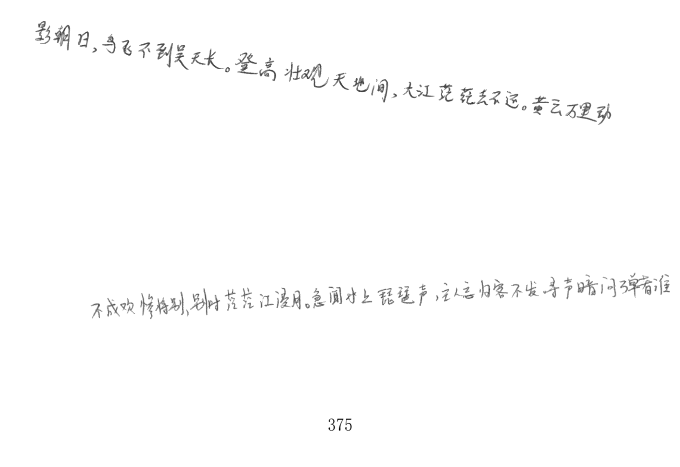 影朝日,鸟飞不到吴天长。登高壮观天地间,大江茫茫去不还。黄云万里动
不成欢惨将别,别时茫茫江浸月。忽闻水上琵琶声,主人忘归客不发寻声暗问弹者谁
375